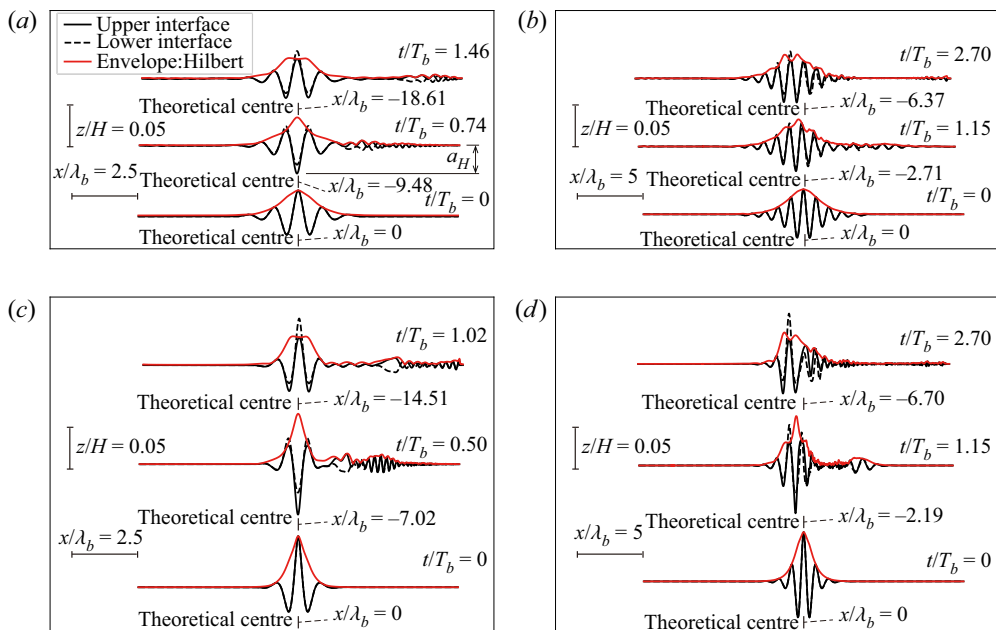 (a)
Upper interface
Lower interface
Envelope:Hilbert
t/T_b = 1.46
Theoretical centre
x/λ_b = –18.61
z/H = 0.05
t/T_b = 0.74
a_H
x/λ_b = 2.5
Theoretical centre
x/λ_b = –9.48
t/T_b = 0
Theoretical centre
x/λ_b = 0
(b)
t/T_b = 2.70
Theoretical centre
x/λ_b = –6.37
z/H = 0.05
t/T_b = 1.15
x/λ_b = 5
Theoretical centre
x/λ_b = –2.71
t/T_b = 0
Theoretical centre
x/λ_b = 0
(c)
t/T_b = 1.02
Theoretical centre
x/λ_b = –14.51
z/H = 0.05
t/T_b = 0.50
Theoretical centre
x/λ_b = –7.02
x/λ_b = 2.5
t/T_b = 0
Theoretical centre
x/λ_b = 0
(d)
t/T_b = 2.70
Theoretical centre
x/λ_b = –6.70
z/H = 0.05
t/T_b = 1.15
Theoretical centre
x/λ_b = –2.19
x/λ_b = 5
t/T_b = 0
Theoretical centre
x/λ_b = 0